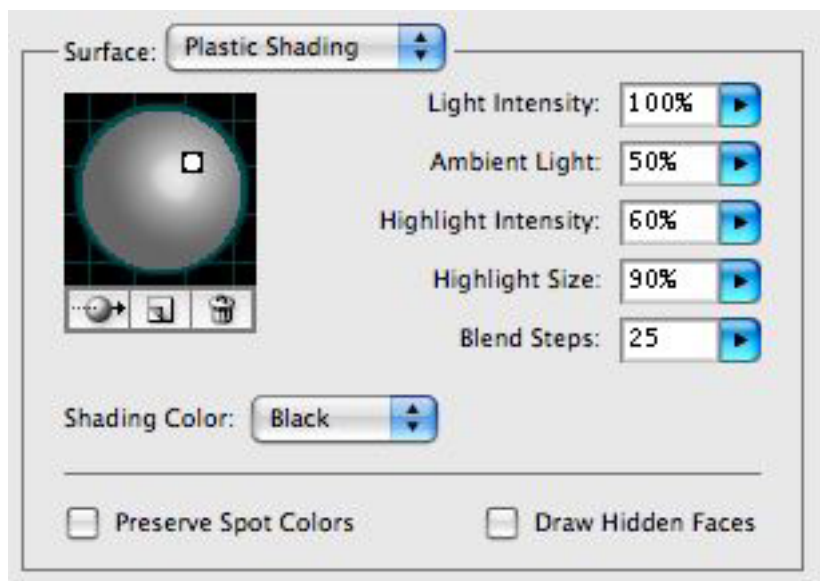 Surface: Plastic Shading
Light Intensity: 100%
Ambient Light: 50%
Highlight Intensity: 60%
Highlight Size: 90%
Blend Steps: 25
Shading Color: Black
Preserve Spot Colors
Draw Hidden Faces